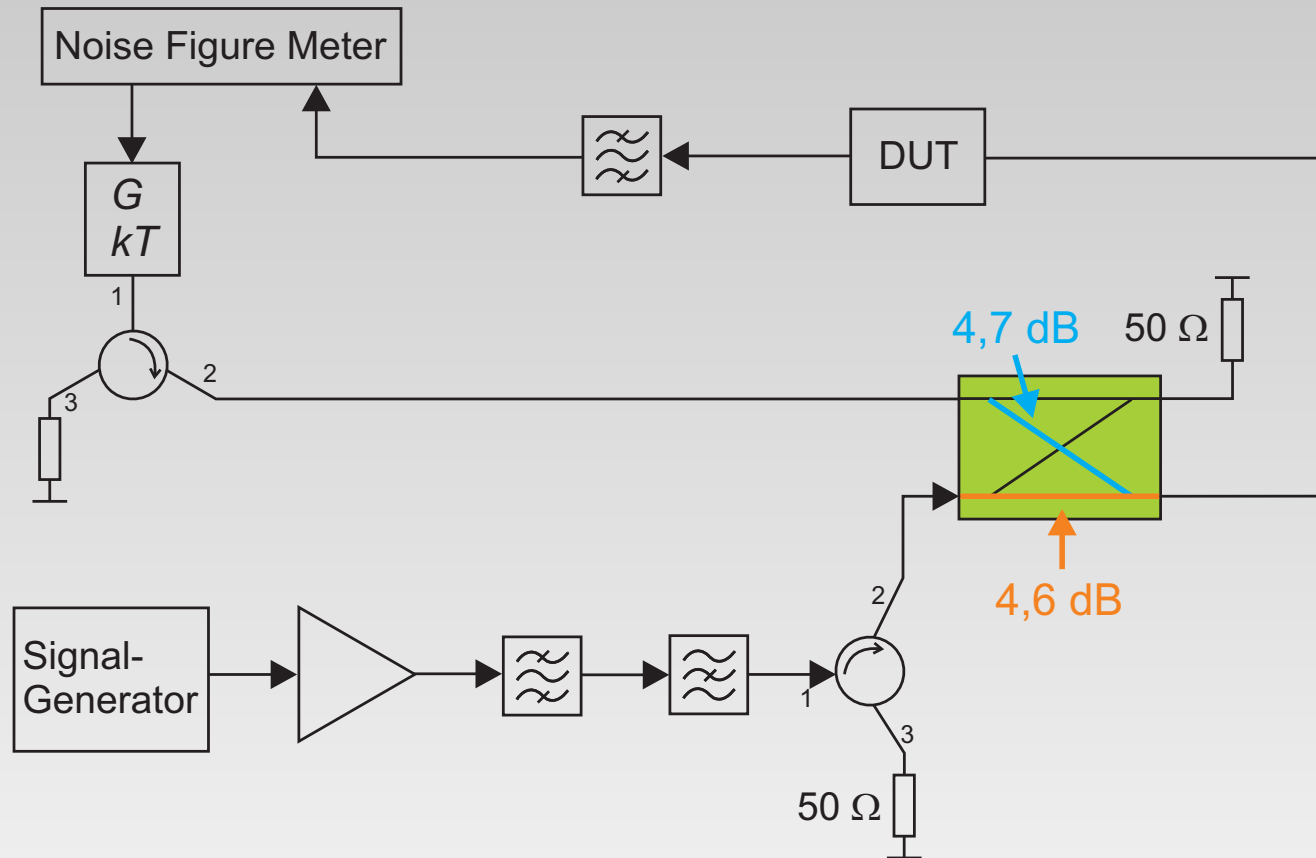 Noise Figure Meter
G
kT
DUT
1
2
3
4,7 dB
50 Ω
4,6 dB
Signal-
Generator
2
1
3
50 Ω